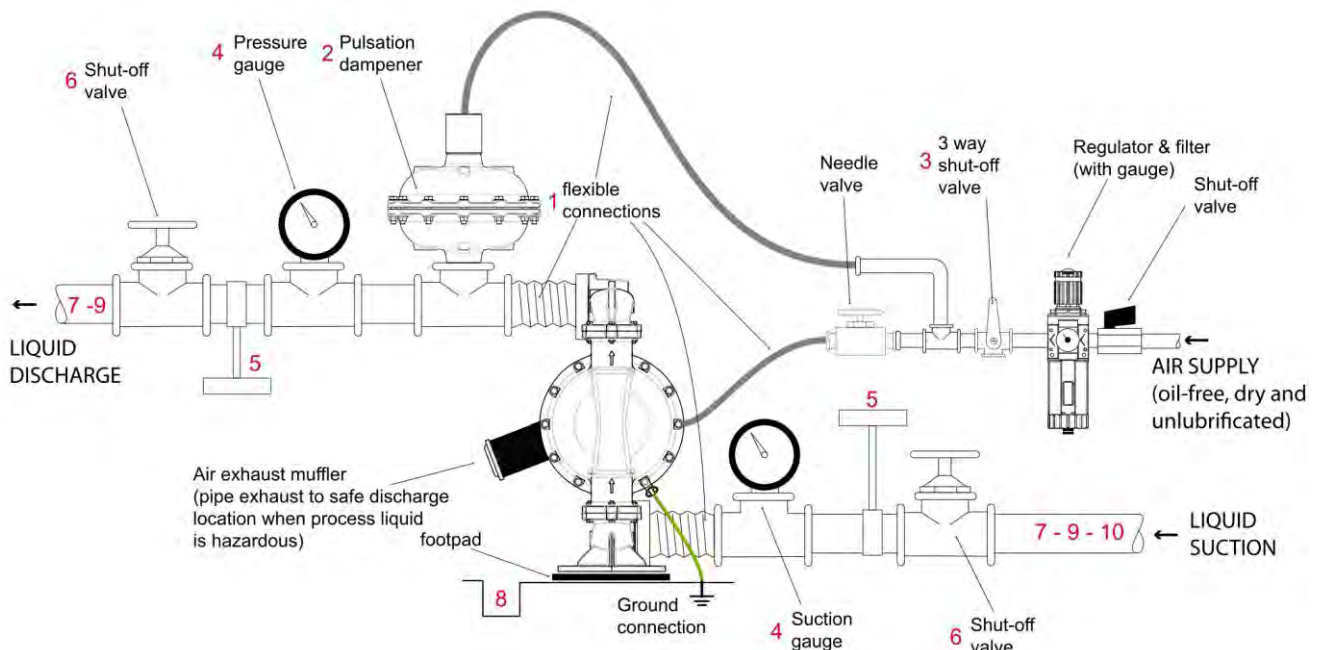 6 Shut-off
valve
4 Pressure
gauge
2 Pulsation
dampener
1 flexible
connections
Needle
valve
3 3 way
shut-off
valve
Regulator & filter
(with gauge)
Shut-off
valve
7 -9
LIQUID
DISCHARGE
5
AIR SUPPLY
(oil-free, dry and
unlubrificated)
5
Air exhaust muffler
(pipe exhaust to safe discharge
location when process liquid
is hazardous)
footpad
8
Ground
connection
4 Suction
gauge
6 Shut-off
valve
7 - 9 - 10
LIQUID
SUCTION